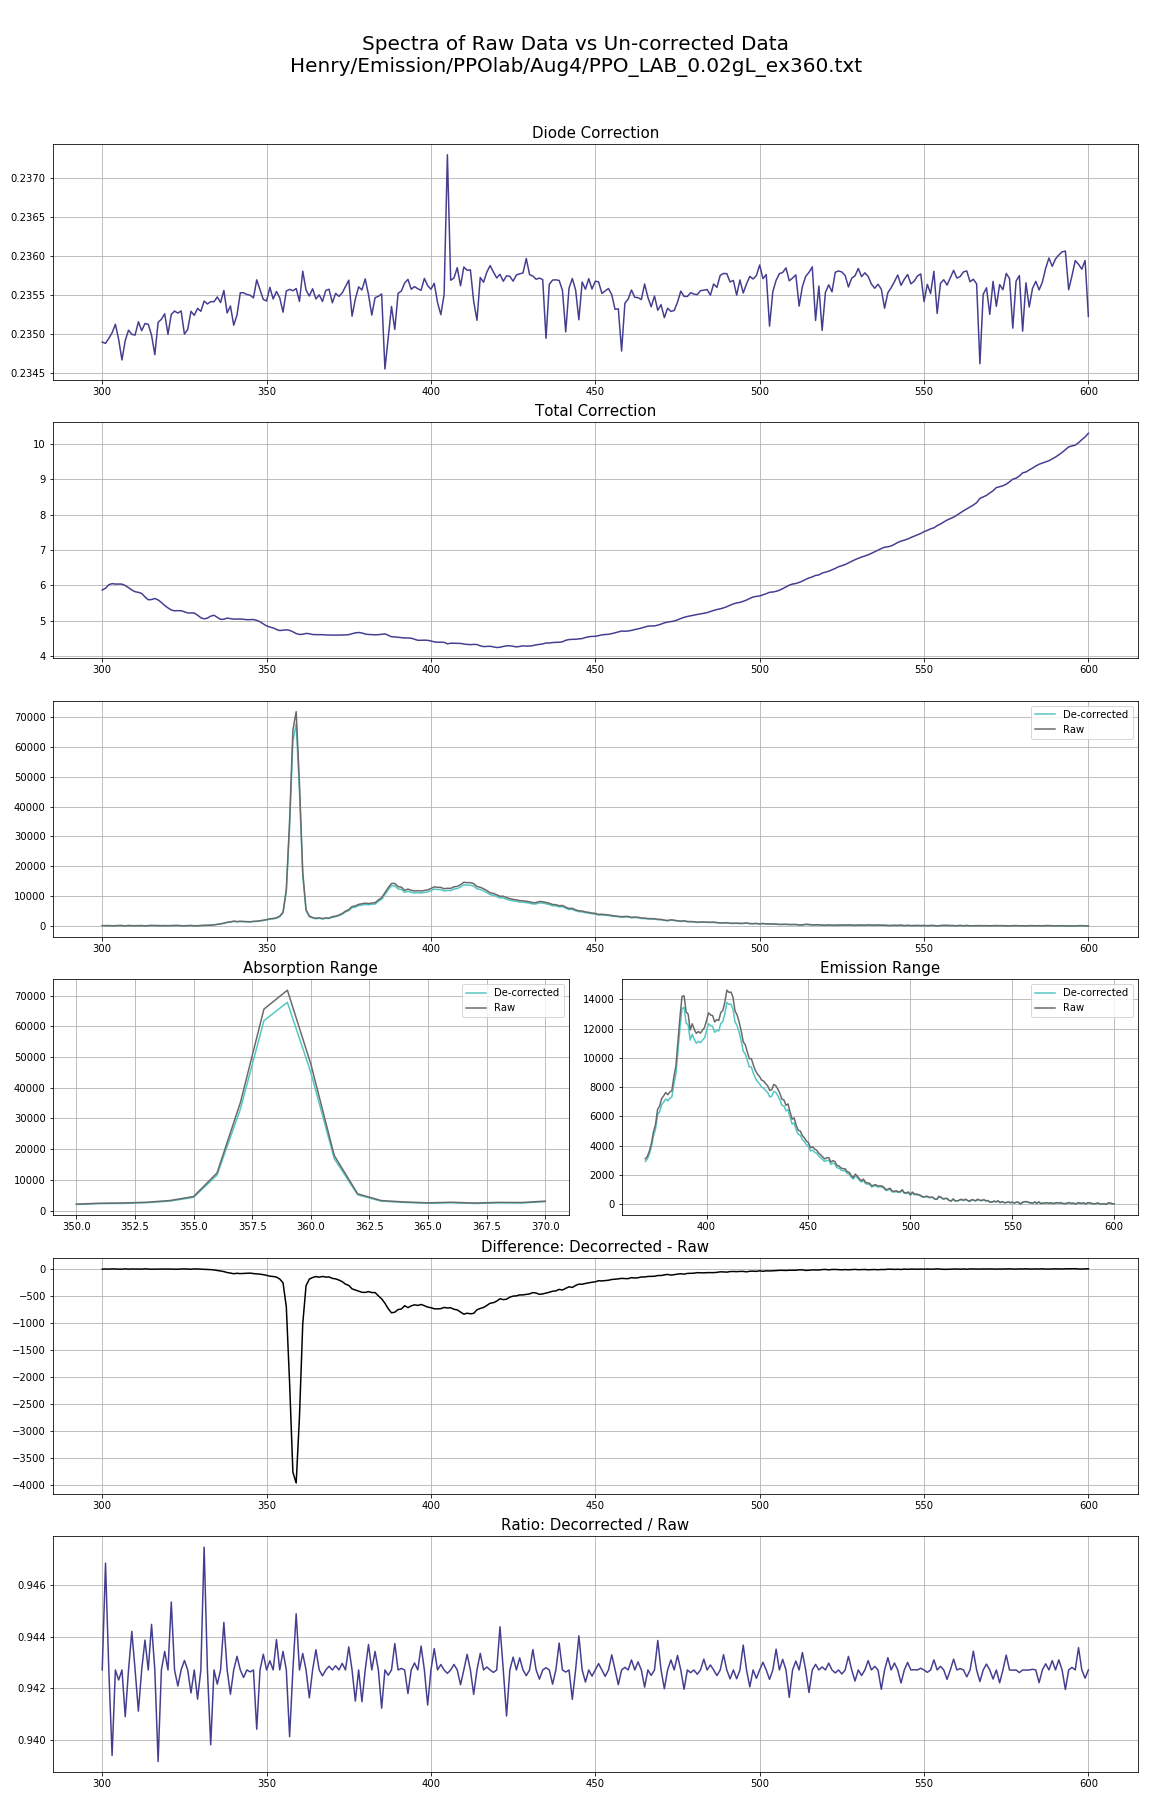 Spectra of Raw Data vs Un-corrected Data
Henry/Emission/PPOlab/Aug4/PPO_LAB_0.02gL_ex360.txt
Diode Correction
0.2370
0.2365
0.2360
0.2355
0.2350
0.2345
300 350 400 450 500 550 600
Total Correction
10
9
8
7
6
5
4
300 350 400 450 500 550 600
De-corrected
Raw
70000
60000
50000
40000
30000
20000
10000
0
300 350 400 450 500 550 600
Absorption Range
De-corrected
Raw
70000
60000
50000
40000
30000
20000
10000
0
350.0 352.5 355.0 357.5 360.0 362.5 365.0 367.5 370.0
Emission Range
De-corrected
Raw
14000
12000
10000
8000
6000
4000
2000
0
400 450 500 550 600
Difference: Decorrected - Raw
0
−500
−1000
−1500
−2000
−2500
−3000
−3500
−4000
300 350 400 450 500 550 600
Ratio: Decorrected / Raw
0.946
0.944
0.942
0.940
300 350 400 450 500 550 600